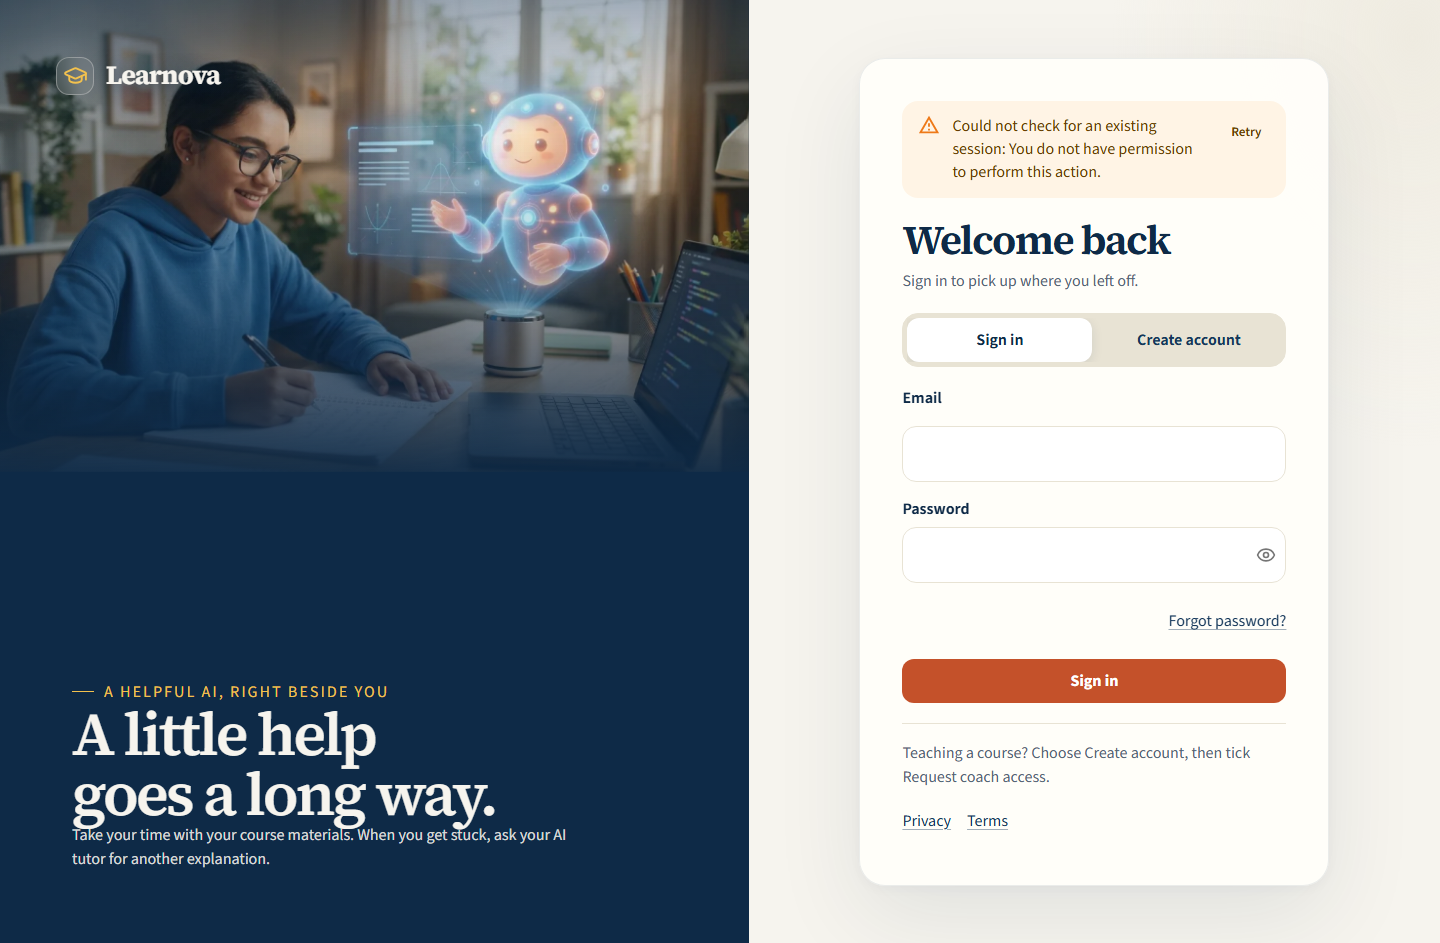 Learnova
A HELPFUL AI, RIGHT BESIDE YOU
A little help
goes a long way.
Take your time with your course materials. When you get stuck, ask your AI
tutor for another explanation.
Could not check for an existing
session: You do not have permission
to perform this action.
Retry
Welcome back
Sign in to pick up where you left off.
Sign in
Create account
Email
Password
Forgot password?
Sign in
Teaching a course? Choose Create account, then tick
Request coach access.
Privacy
Terms